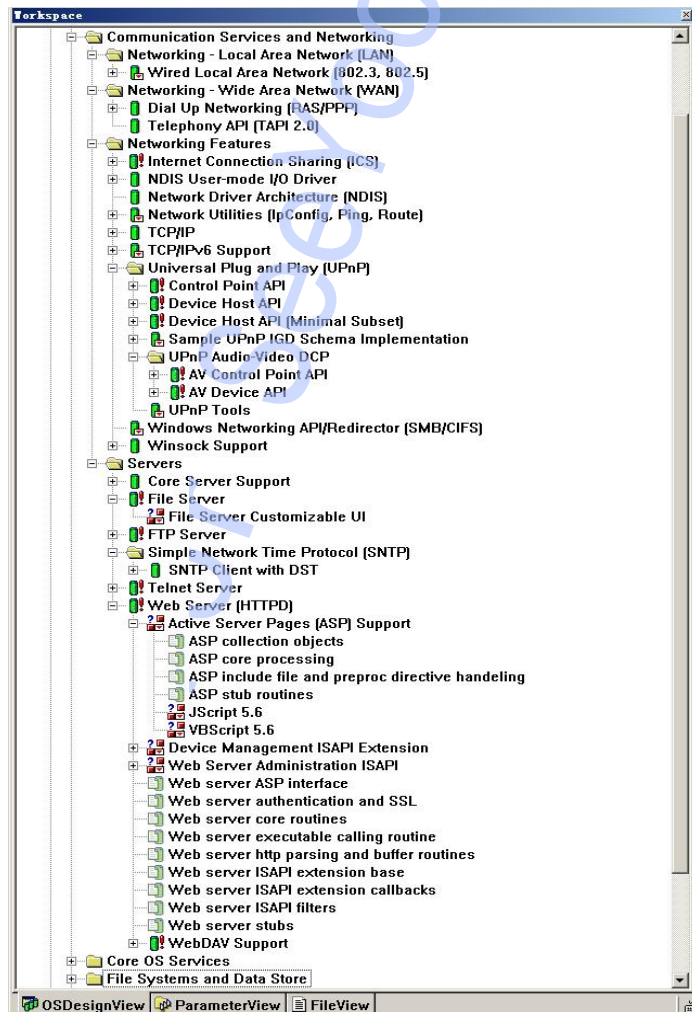 Workspace
Communication Services and Networking
Networking - Local Area Network (LAN)
Wired Local Area Network (802.3, 802.5)
Networking - Wide Area Network (WAN)
Dial Up Networking (RAS/PPP)
Telephony API (TAPI 2.0)
Networking Features
Internet Connection Sharing (ICS)
NDIS User-mode I/O Driver
Network Driver Architecture (NDIS)
Network Utilities (IpConfig, Ping, Route)
TCP/IP
TCP/IPv6 Support
Universal Plug and Play (UPnP)
Control Point API
Device Host API
Device Host API (Minimal Subset)
Sample UPnP IGD Schema Implementation
UPnP Audio-Video DCP
AV Control Point API
AV Device API
UPnP Tools
Windows Networking API/Redirector (SMB/CIFS)
Winsock Support
Servers
Core Server Support
File Server
File Server Customizable UI
FTP Server
Simple Network Time Protocol (SNTP)
SNTP Client with DST
Telnet Server
Web Server (HTTPD)
Active Server Pages (ASP) Support
ASP collection objects
ASP core processing
ASP include file and preproc directive handeling
ASP stub routines
JScript 5.6
VBScript 5.6
Device Management ISAPI Extension
Web Server Administration ISAPI
Web server ASP interface
Web server authentication and SSL
Web server core routines
Web server executable calling routine
Web server http parsing and buffer routines
Web server ISAPI extension base
Web server ISAPI extension callbacks
Web server ISAPI filters
Web server stubs
WebDAV Support
Core OS Services
File Systems and Data Store
OSDesignView ParameterView FileView